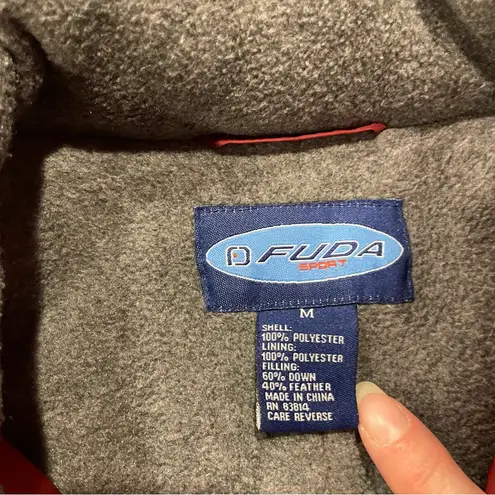 FUDA
SPORT
M
SHELL:
100% POLYESTER
LINING:
100% POLYESTER
FILLING:
60% DOWN
40% FEATHER
MADE IN CHINA
RN 83814
CARE REVERSE